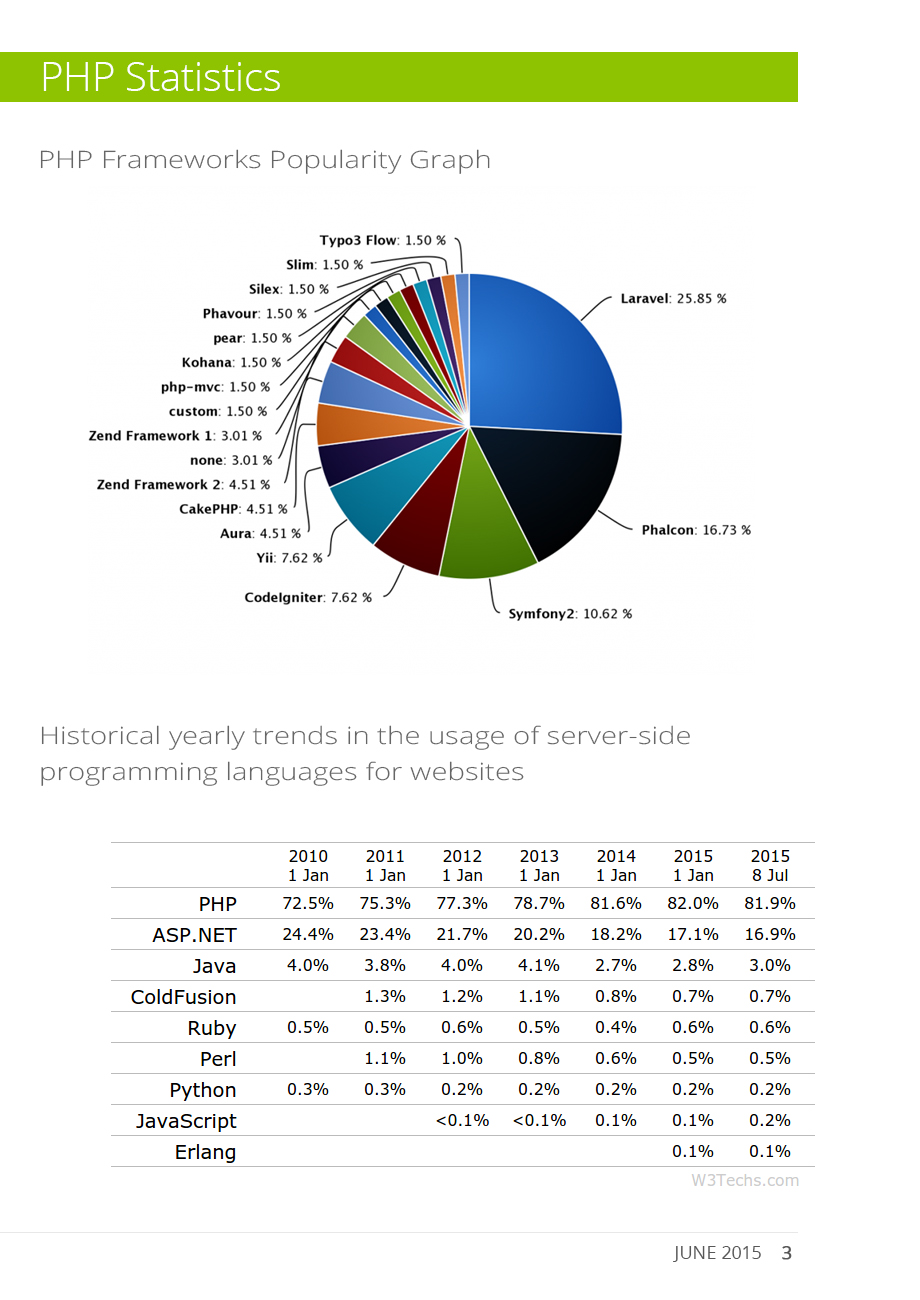 PHP Statistics
PHP Frameworks Popularity Graph
Typo3 Flow: 1.50 %
Slim: 1.50 %
Silex: 1.50 %
Phavour: 1.50 %
pear: 1.50 %
Kohana: 1.50 %
php-mvc: 1.50 %
custom: 1.50 %
Zend Framework 1: 3.01 %
none: 3.01 %
Zend Framework 2: 4.51 %
CakePHP: 4.51 %
Aura: 4.51 %
Yii: 7.62 %
CodeIgniter: 7.62 %
Laravel: 25.85 %
Phalcon: 16.73 %
Symfony2: 10.62 %
Historical yearly trends in the usage of server-side
programming languages for websites
2010 2011 2012 2013 2014 2015 2015
1 Jan 1 Jan 1 Jan 1 Jan 1 Jan 1 Jan 8 Jul
PHP 72.5% 75.3% 77.3% 78.7% 81.6% 82.0% 81.9%
ASP.NET 24.4% 23.4% 21.7% 20.2% 18.2% 17.1% 16.9%
Java 4.0% 3.8% 4.0% 4.1% 2.7% 2.8% 3.0%
ColdFusion 1.3% 1.2% 1.1% 0.8% 0.7% 0.7%
Ruby 0.5% 0.5% 0.6% 0.5% 0.4% 0.6% 0.6%
Perl 1.1% 1.0% 0.8% 0.6% 0.5% 0.5%
Python 0.3% 0.3% 0.2% 0.2% 0.2% 0.2% 0.2%
JavaScript <0.1% <0.1% 0.1% 0.1% 0.2%
Erlang 0.1% 0.1%
W3Techs.com
JUNE 2015 3